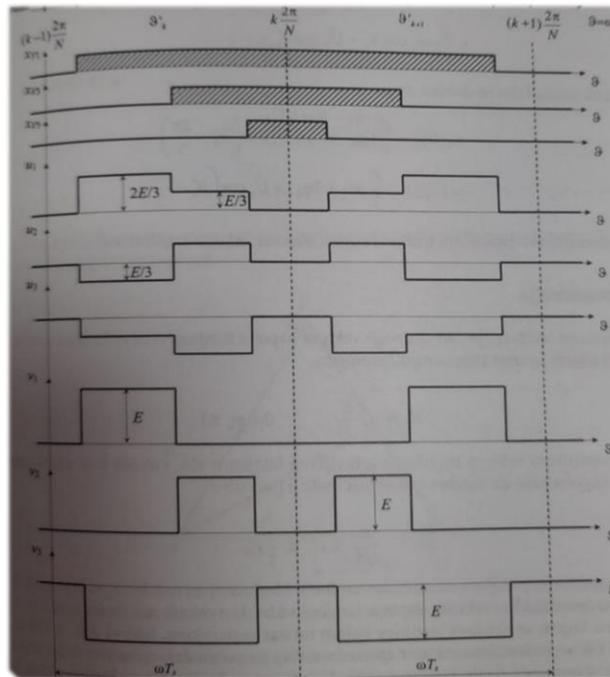 (k−1) 2π/N ϑ'ₖ k 2π/N ϑ'ₖ₊₁ (k+1) 2π/N
ϑ
ϑ
ϑ
u₁
2E/3 E/3
ϑ
u₂
E/3
ϑ
u₃
ϑ
v₁
E
v₂
E
v₃
E
ωTₛ ωTₛ